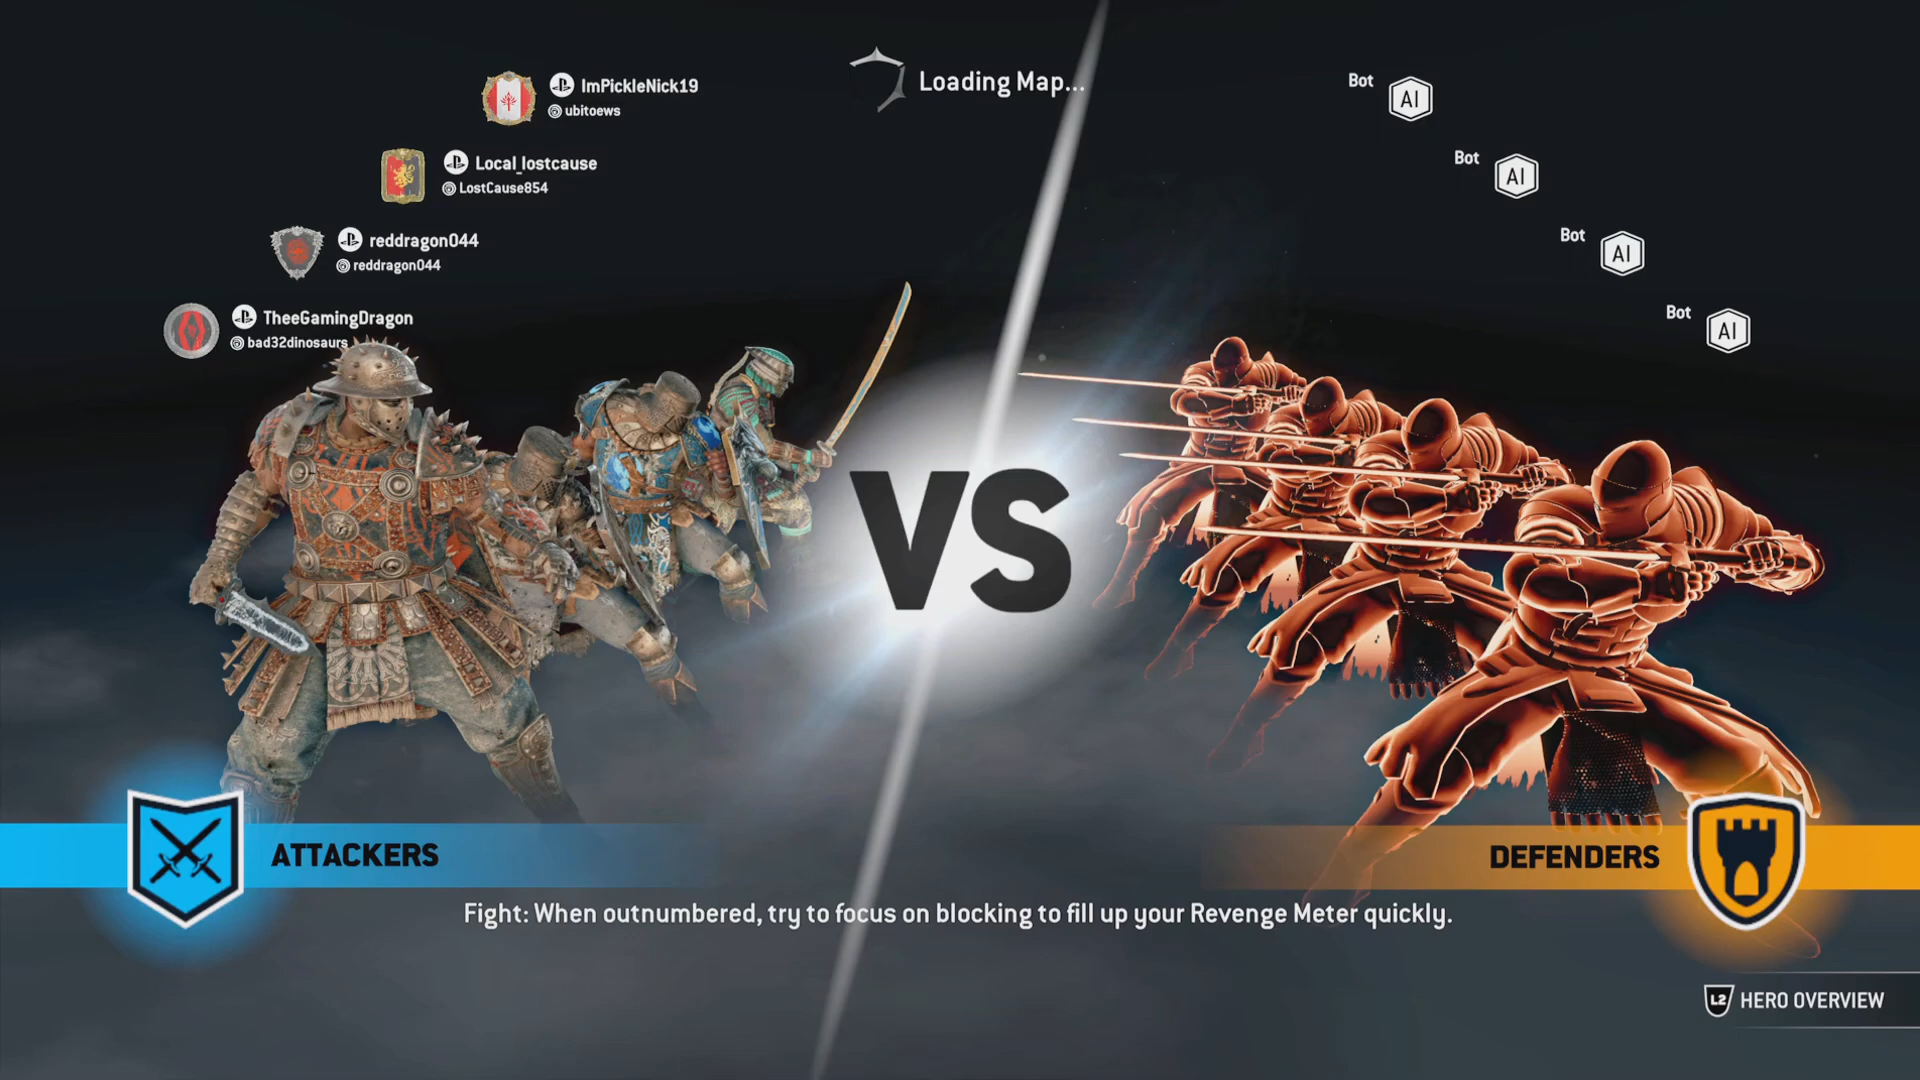 Loading Map...
ImPickleNick19
ubitoews
Local_lostcause
LostCause854
reddragon044
reddragon044
TheeGamingDragon
bad32dinosaurs
Bot
AI
Bot
AI
Bot
AI
Bot
AI
VS
ATTACKERS
DEFENDERS
Fight: When outnumbered, try to focus on blocking to fill up your Revenge Meter quickly.
L2 HERO OVERVIEW